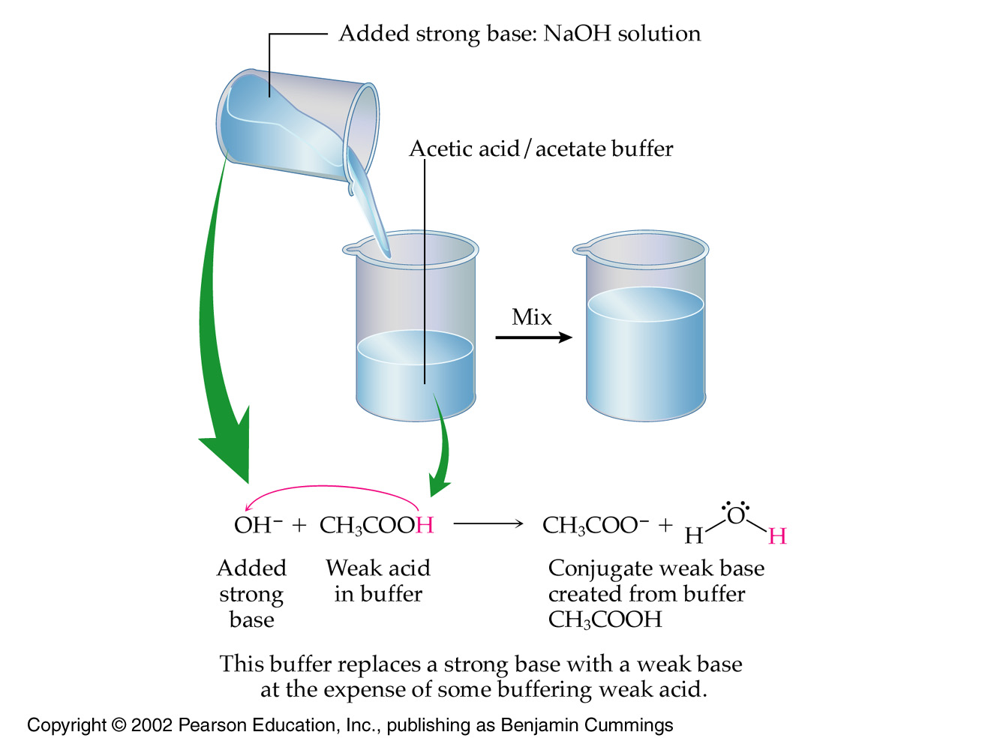 Added strong base: NaOH solution
Acetic acid/acetate buffer
Mix
OH⁻ + CH₃COOH ⟶ CH₃COO⁻ + H O H
Added strong base
Weak acid in buffer
Conjugate weak base
created from buffer
CH₃COOH
This buffer replaces a strong base with a weak base
at the expense of some buffering weak acid.
Copyright © 2002 Pearson Education, Inc., publishing as Benjamin Cummings